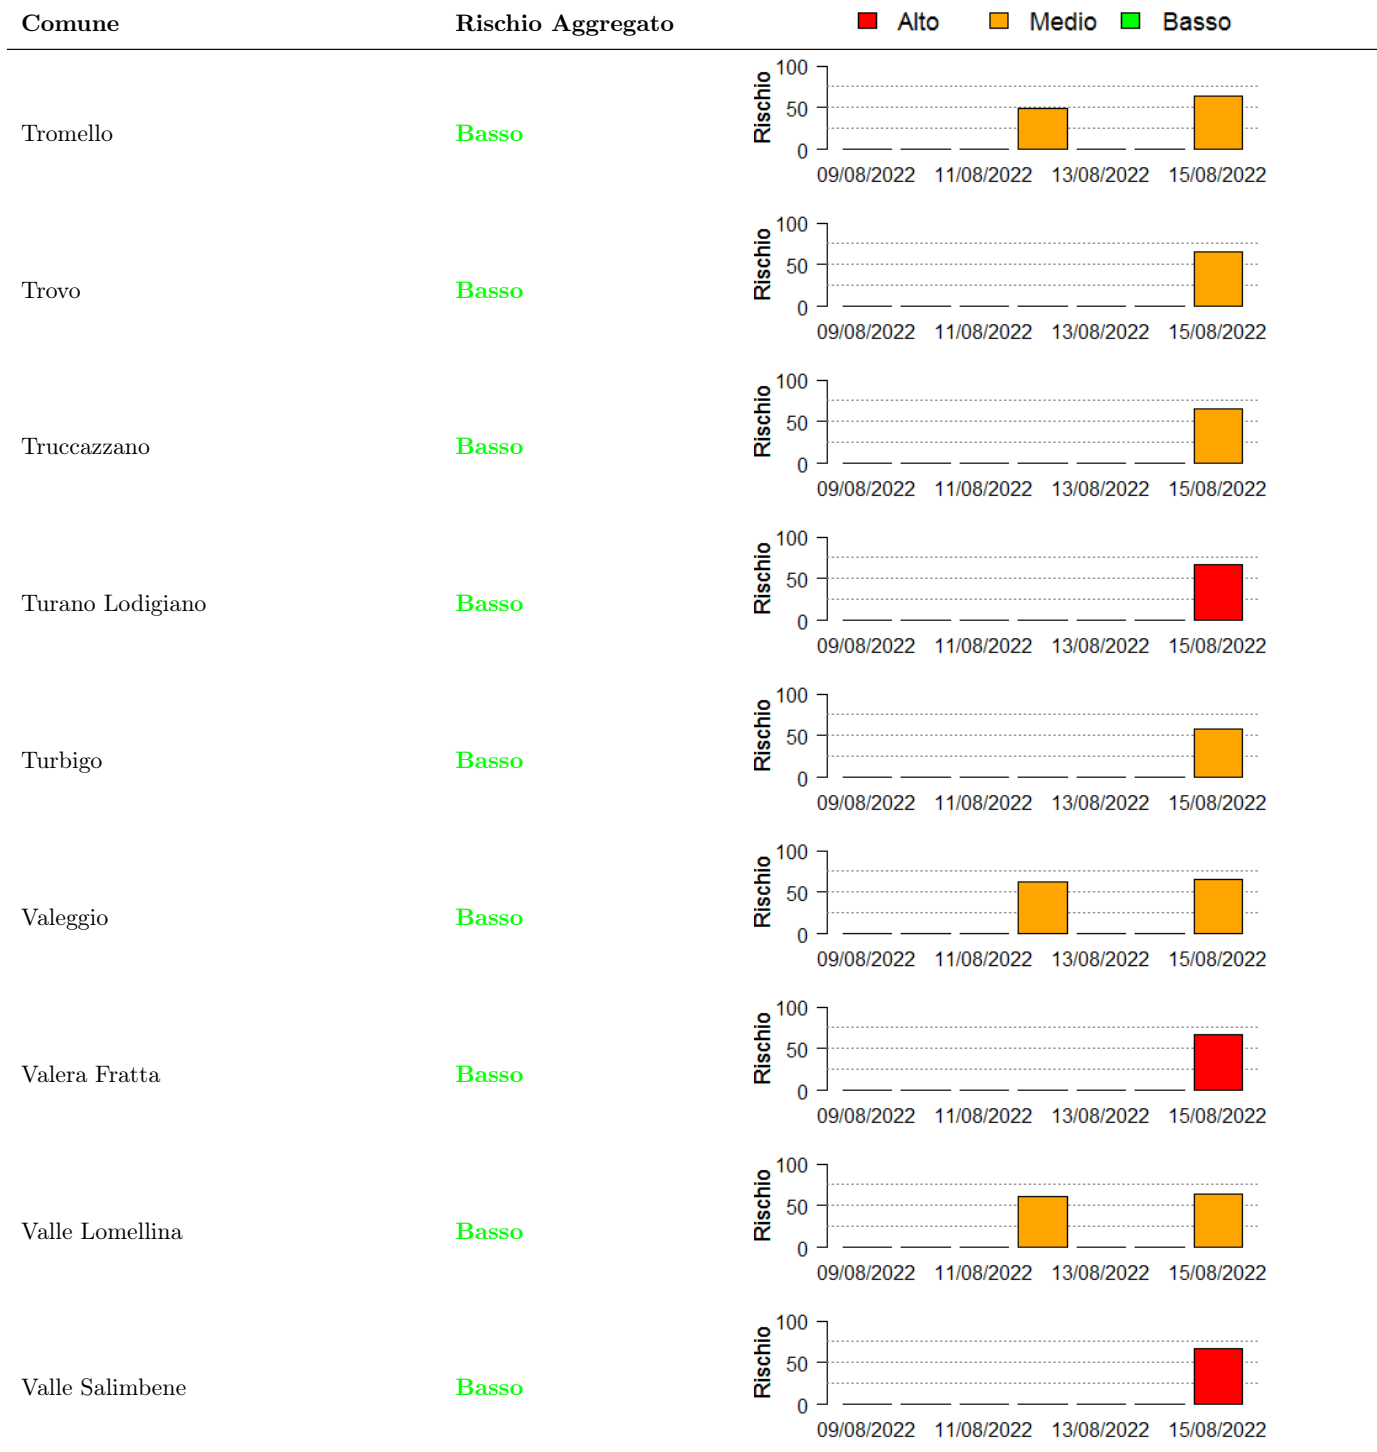 Comune Rischio Aggregato Alto Medio Basso
Tromello Basso
Rischio
100
50
0
09/08/2022 11/08/2022 13/08/2022 15/08/2022
Trovo Basso
Rischio
100
50
0
09/08/2022 11/08/2022 13/08/2022 15/08/2022
Truccazzano Basso
Rischio
100
50
0
09/08/2022 11/08/2022 13/08/2022 15/08/2022
Turano Lodigiano Basso
Rischio
100
50
0
09/08/2022 11/08/2022 13/08/2022 15/08/2022
Turbigo Basso
Rischio
100
50
0
09/08/2022 11/08/2022 13/08/2022 15/08/2022
Valeggio Basso
Rischio
100
50
0
09/08/2022 11/08/2022 13/08/2022 15/08/2022
Valera Fratta Basso
Rischio
100
50
0
09/08/2022 11/08/2022 13/08/2022 15/08/2022
Valle Lomellina Basso
Rischio
100
50
0
09/08/2022 11/08/2022 13/08/2022 15/08/2022
Valle Salimbene Basso
Rischio
100
50
0
09/08/2022 11/08/2022 13/08/2022 15/08/2022